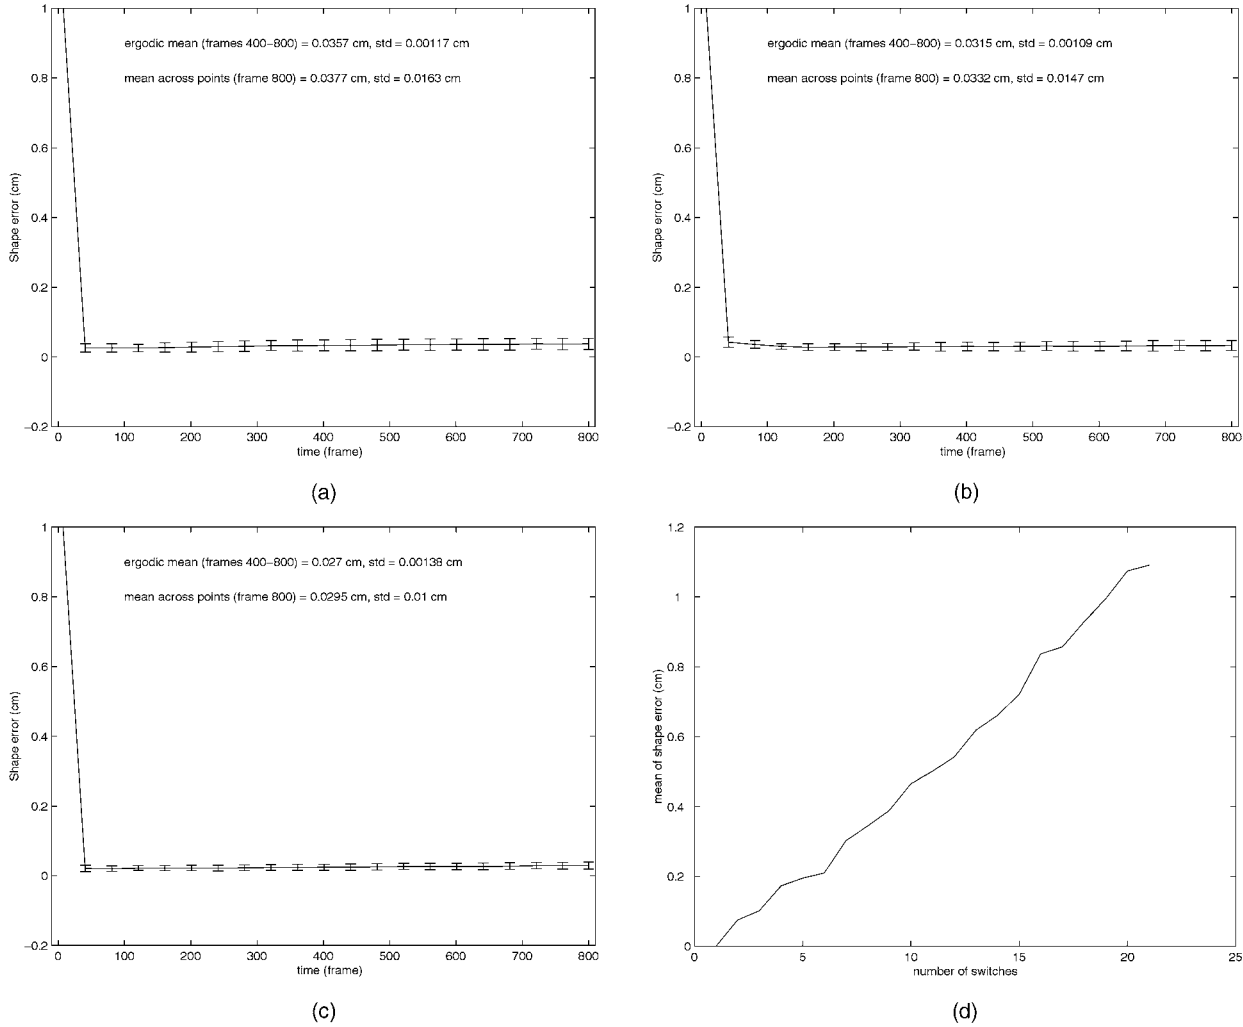 1
0.8
0.6
0.4
0.2
0
−0.2
Shape error (cm)
ergodic mean (frames 400−800) = 0.0357 cm, std = 0.00117 cm
mean across points (frame 800) = 0.0377 cm, std = 0.0163 cm
0 100 200 300 400 500 600 700 800
time (frame)
(a)
1
0.8
0.6
0.4
0.2
0
−0.2
Shape error (cm)
ergodic mean (frames 400−800) = 0.0315 cm, std = 0.00109 cm
mean across points (frame 800) = 0.0332 cm, std = 0.0147 cm
0 100 200 300 400 500 600 700 800
time (frame)
(b)
1
0.8
0.6
0.4
0.2
0
−0.2
Shape error (cm)
ergodic mean (frames 400−800) = 0.027 cm, std = 0.00138 cm
mean across points (frame 800) = 0.0295 cm, std = 0.01 cm
0 100 200 300 400 500 600 700 800
time (frame)
(c)
1.2
1
0.8
0.6
0.4
0.2
0
mean of shape error (cm)
0 5 10 15 20 25
number of switches
(d)